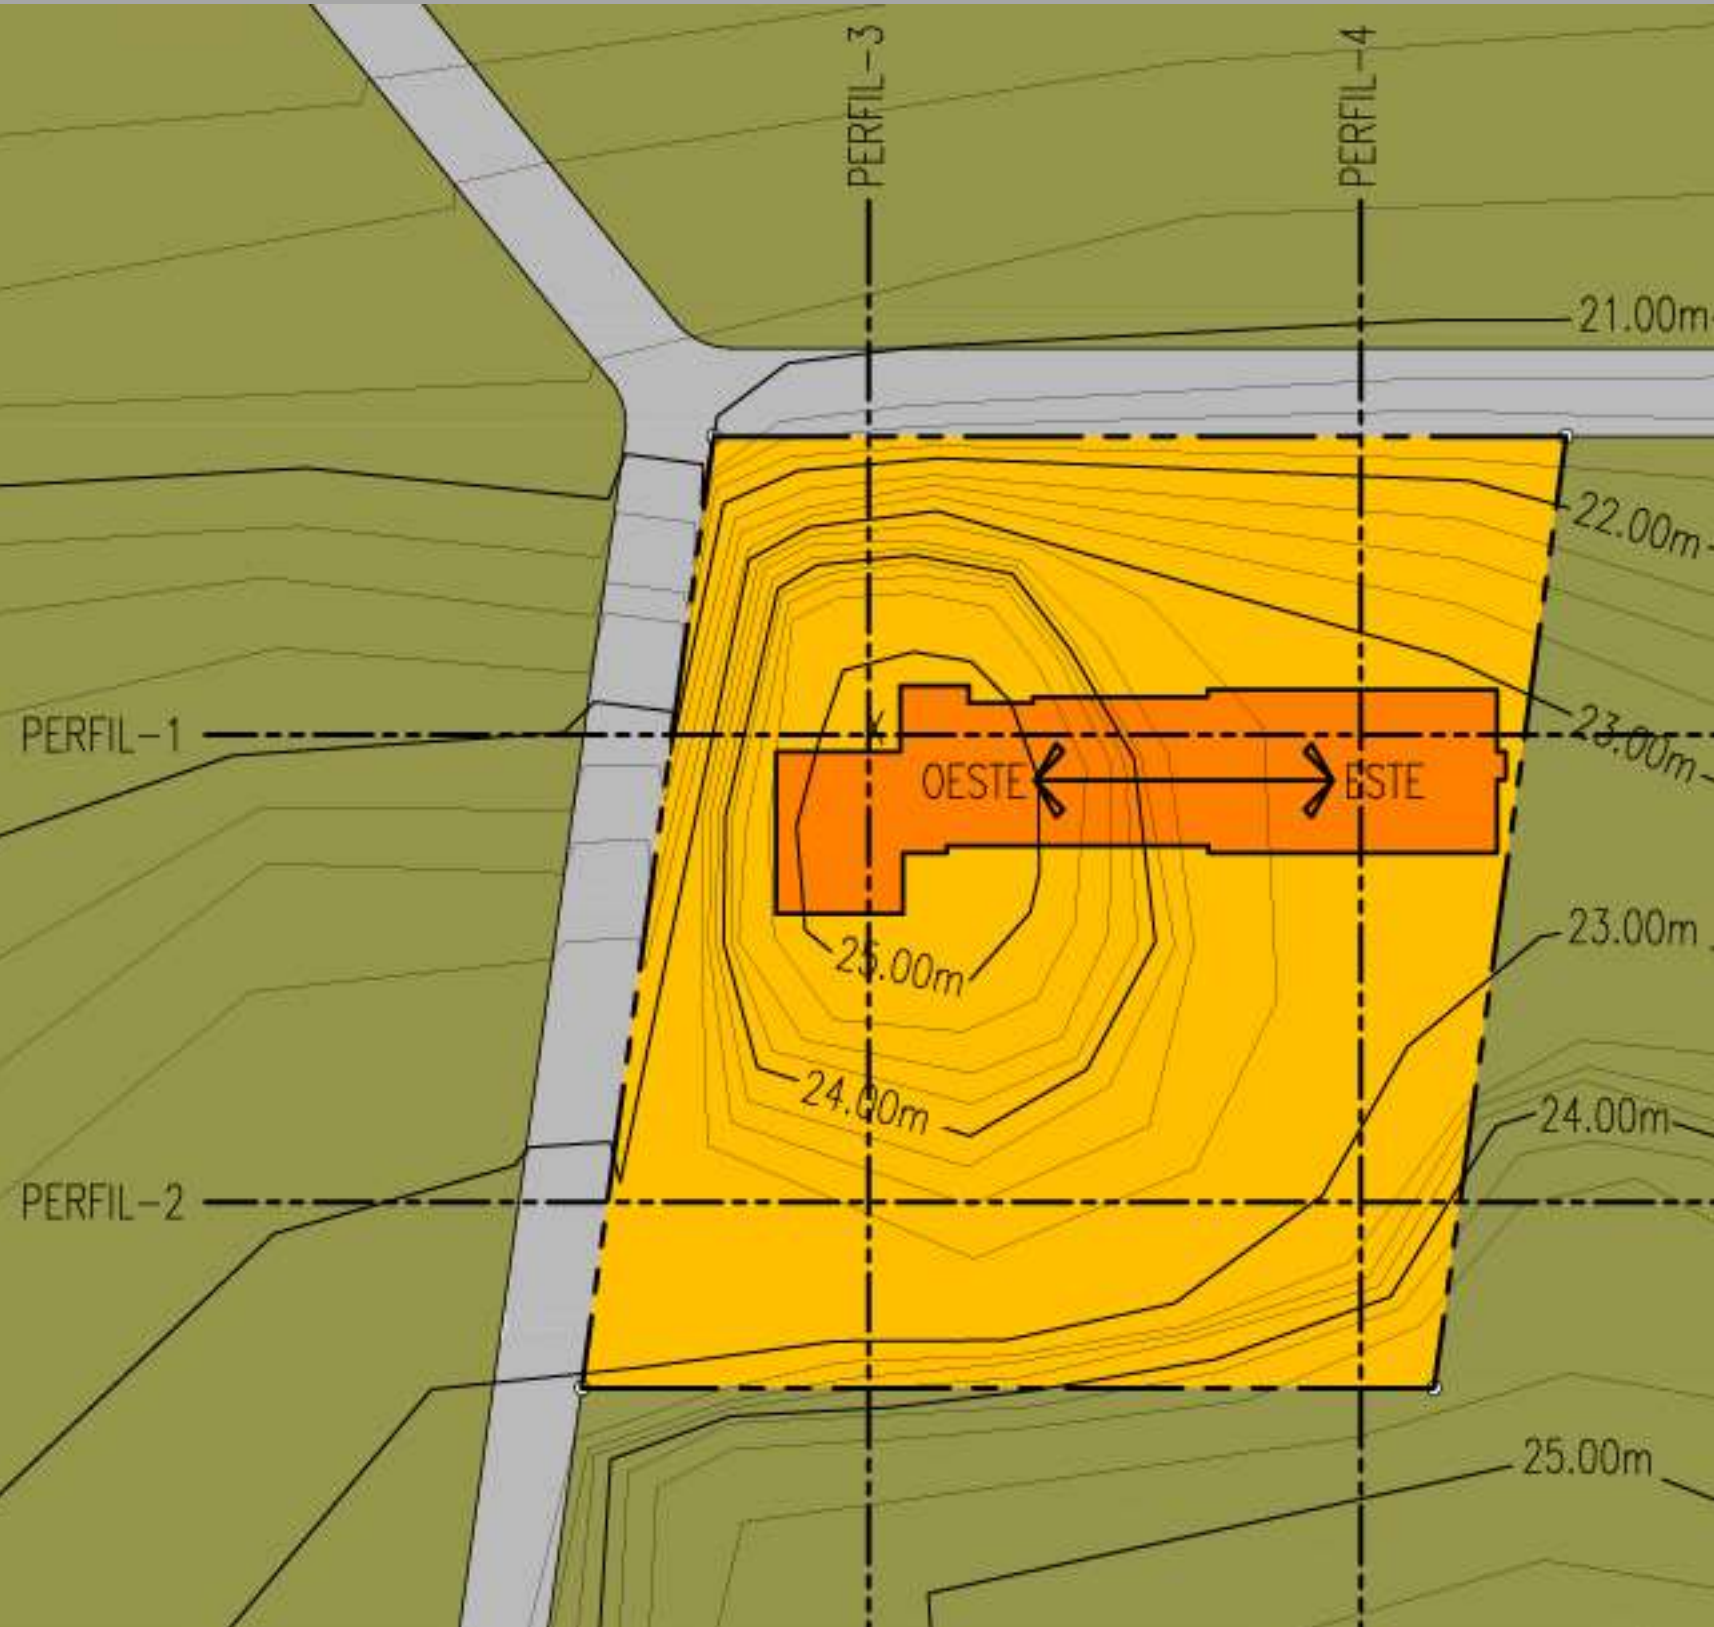 PERFIL-3
PERFIL-4
21.00m
22.00m
PERFIL-1
23.00m
OESTE
ESTE
23.00m
25.00m
24.00m
24.00m
PERFIL-2
25.00m